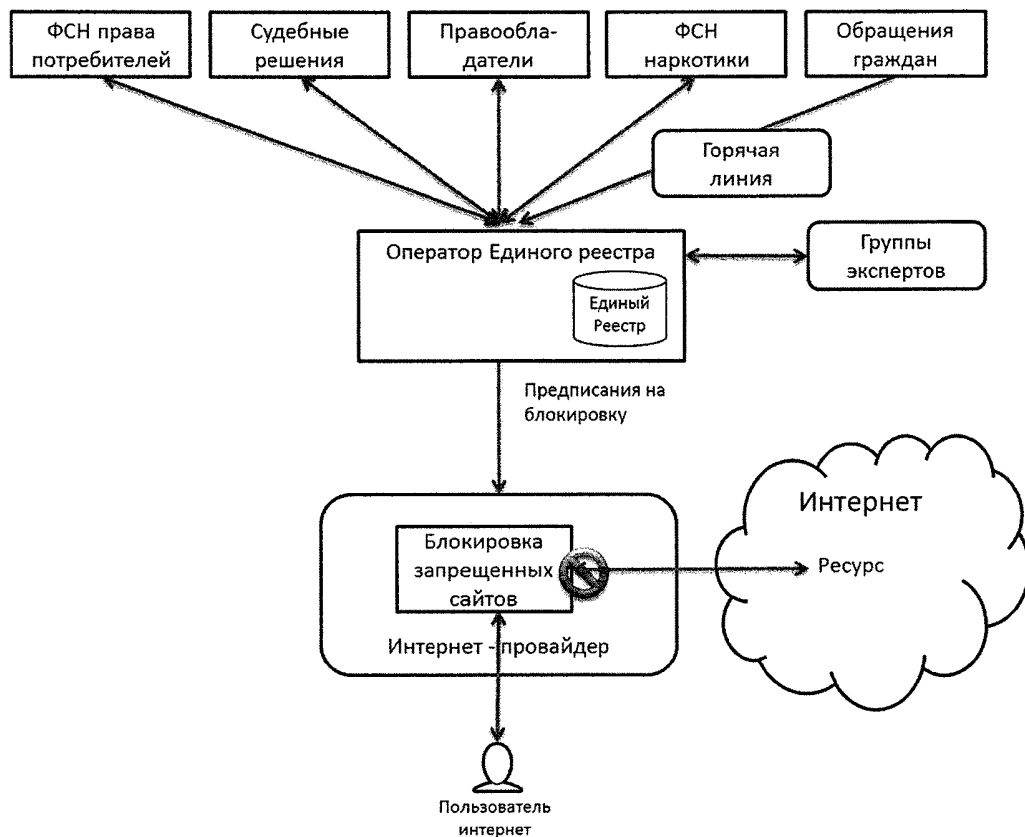 ФСН права
потребителей
Судебные
решения
Правообла-
датели
ФСН
наркотики
Обращения
граждан
Горячая
линия
Оператор Единого реестра
Единый
Реестр
Группы
экспертов
Предписания на
блокировку
Интернет
Ресурс
Блокировка
запрещенных
сайтов
Интернет - провайдер
Пользователь
интернет